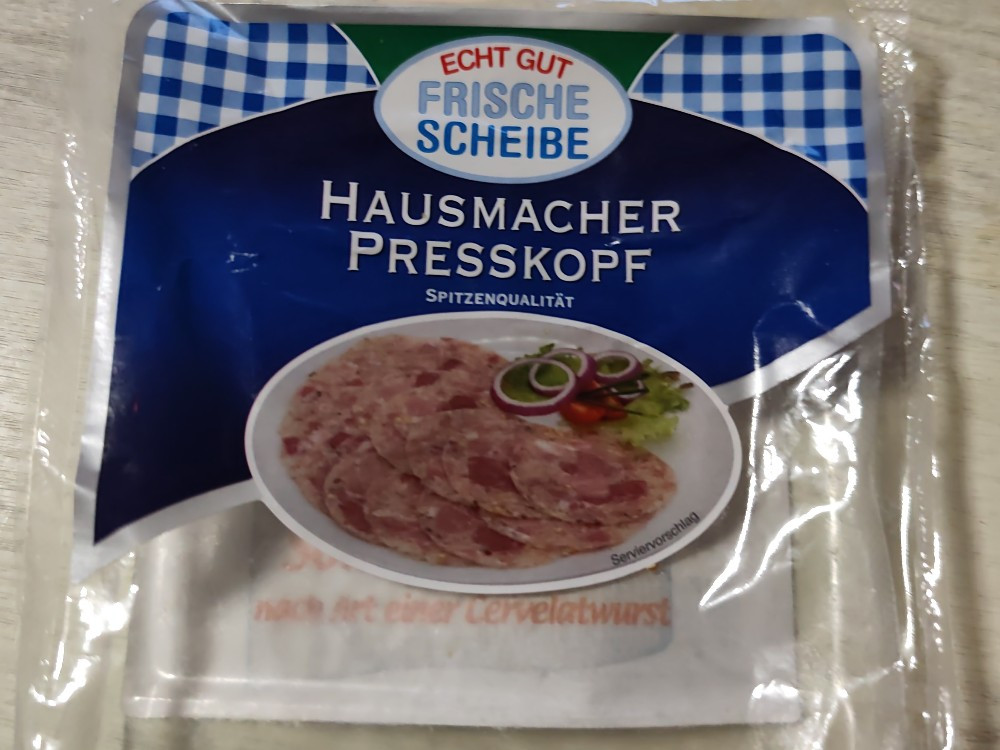 ECHT GUT
FRISCHE
SCHEIBE
HAUSMACHER
PRESSKOPF
SPITZENQUALITÄT
Serviervorschlag
nach Art einer Cervelatwurst